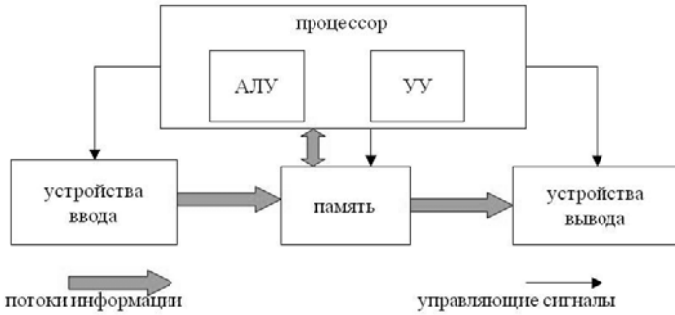 процессор
АЛУ
УУ
устройства
ввода
память
устройства
вывода
потоки информации
управляющие сигналы